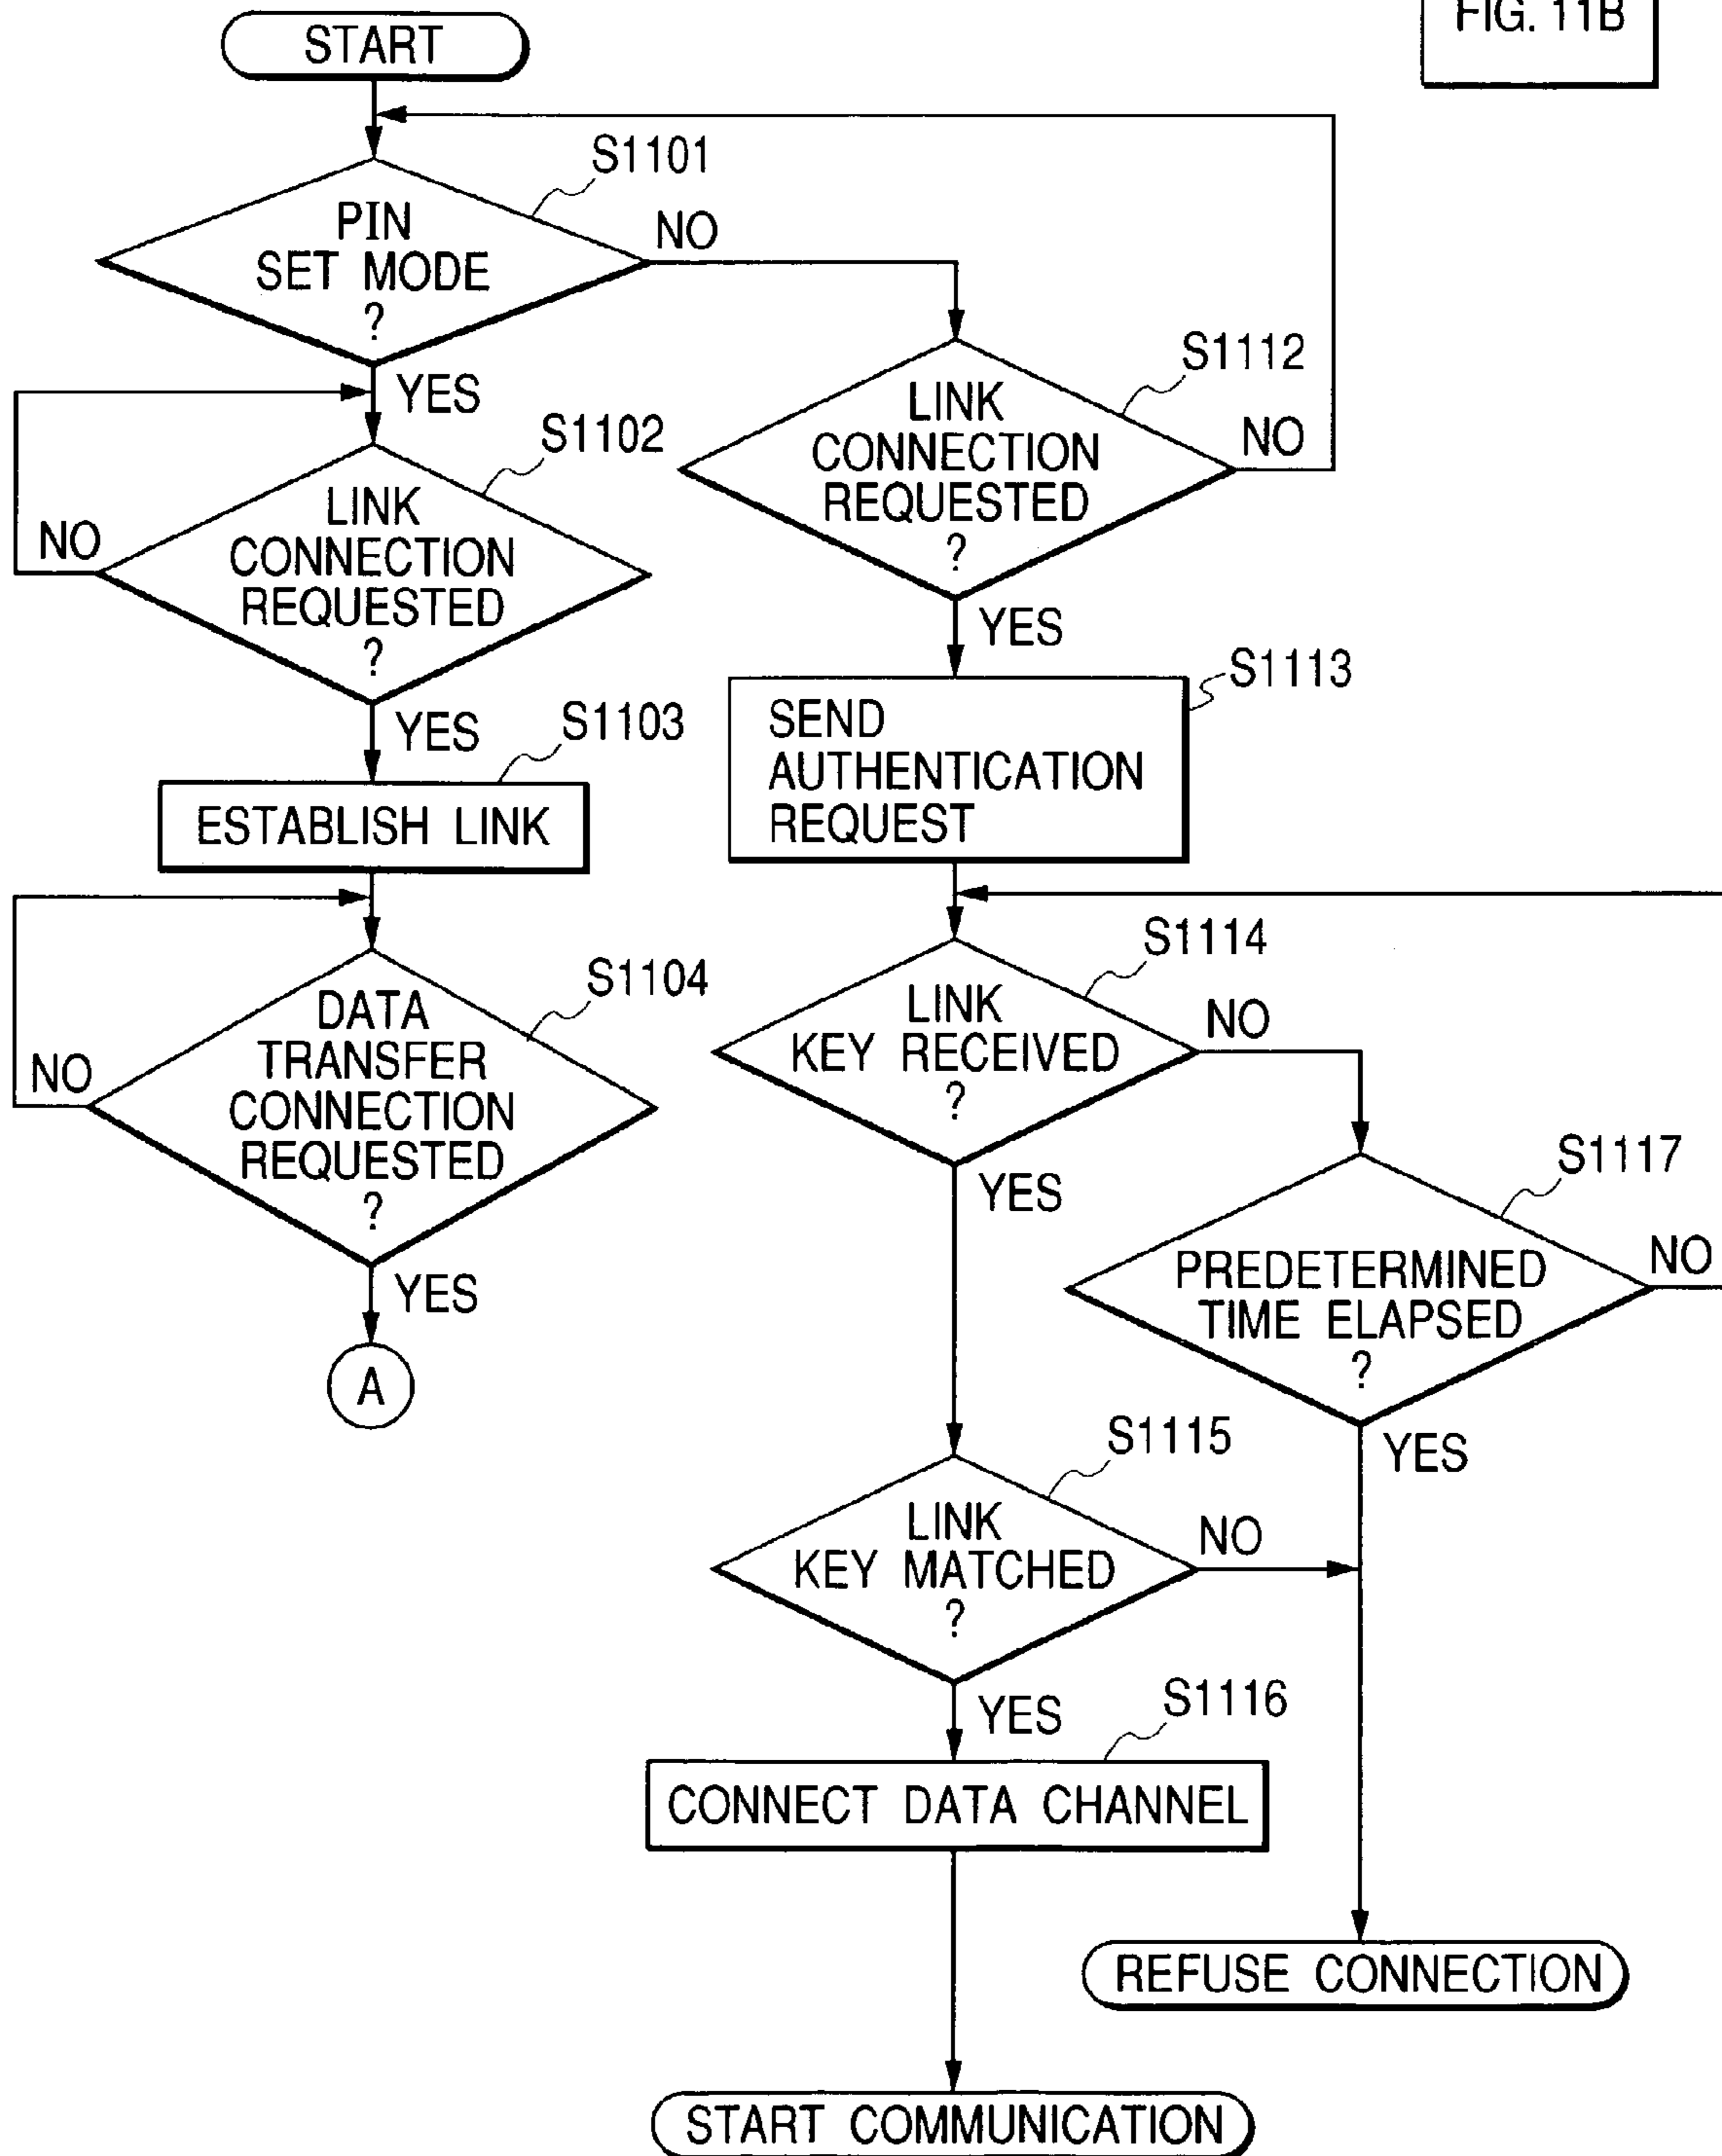 FIG. 11B
START
S1101
PIN
SET MODE
?
NO
YES
S1102
LINK
CONNECTION
REQUESTED
?
NO
YES
S1103
ESTABLISH LINK
S1104
DATA
TRANSFER
CONNECTION
REQUESTED
?
NO
YES
A
S1112
LINK
CONNECTION
REQUESTED
?
NO
YES
S1113
SEND
AUTHENTICATION
REQUEST
S1114
LINK
KEY RECEIVED
?
NO
YES
S1117
PREDETERMINED
TIME ELAPSED
?
NO
YES
S1115
LINK
KEY MATCHED
?
NO
YES
S1116
CONNECT DATA CHANNEL
REFUSE CONNECTION
START COMMUNICATION